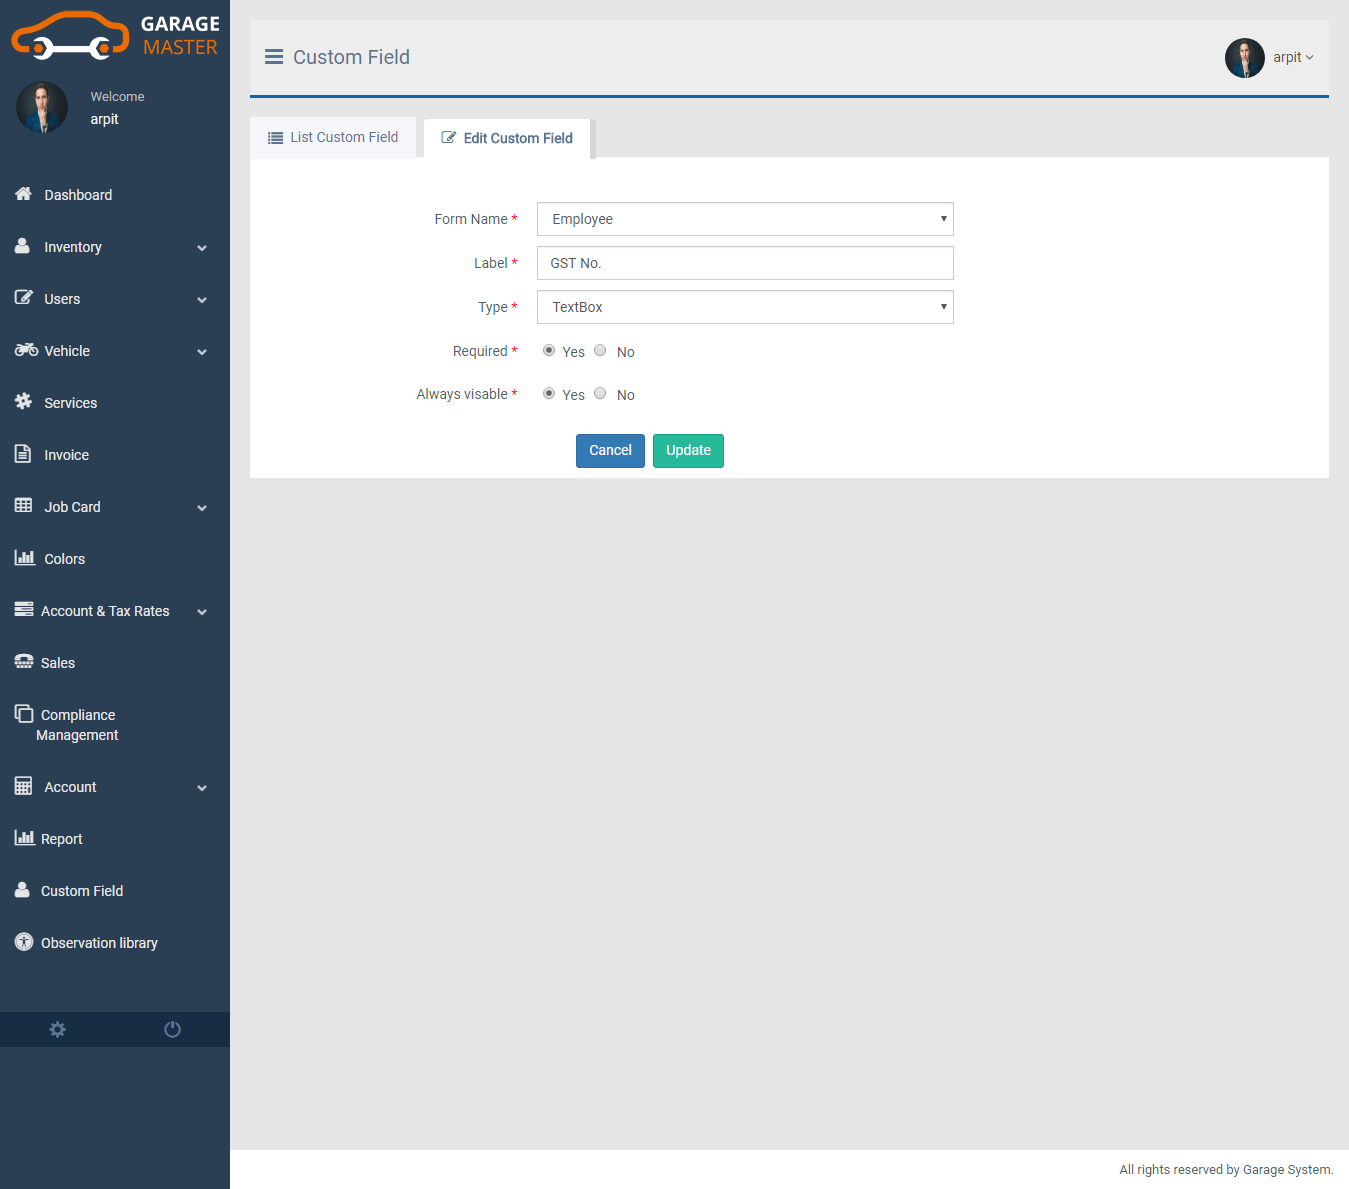 GARAGE
MASTER
Welcome
arpit
Dashboard
Inventory
Users
Vehicle
Services
Invoice
Job Card
Colors
Account & Tax Rates
Sales
Compliance
Management
Account
Report
Custom Field
Observation library
Custom Field
arpit
List Custom Field
Edit Custom Field
Form Name * Employee
Label * GST No.
Type * TextBox
Required * Yes No
Always visable * Yes No
Cancel Update
All rights reserved by Garage System.